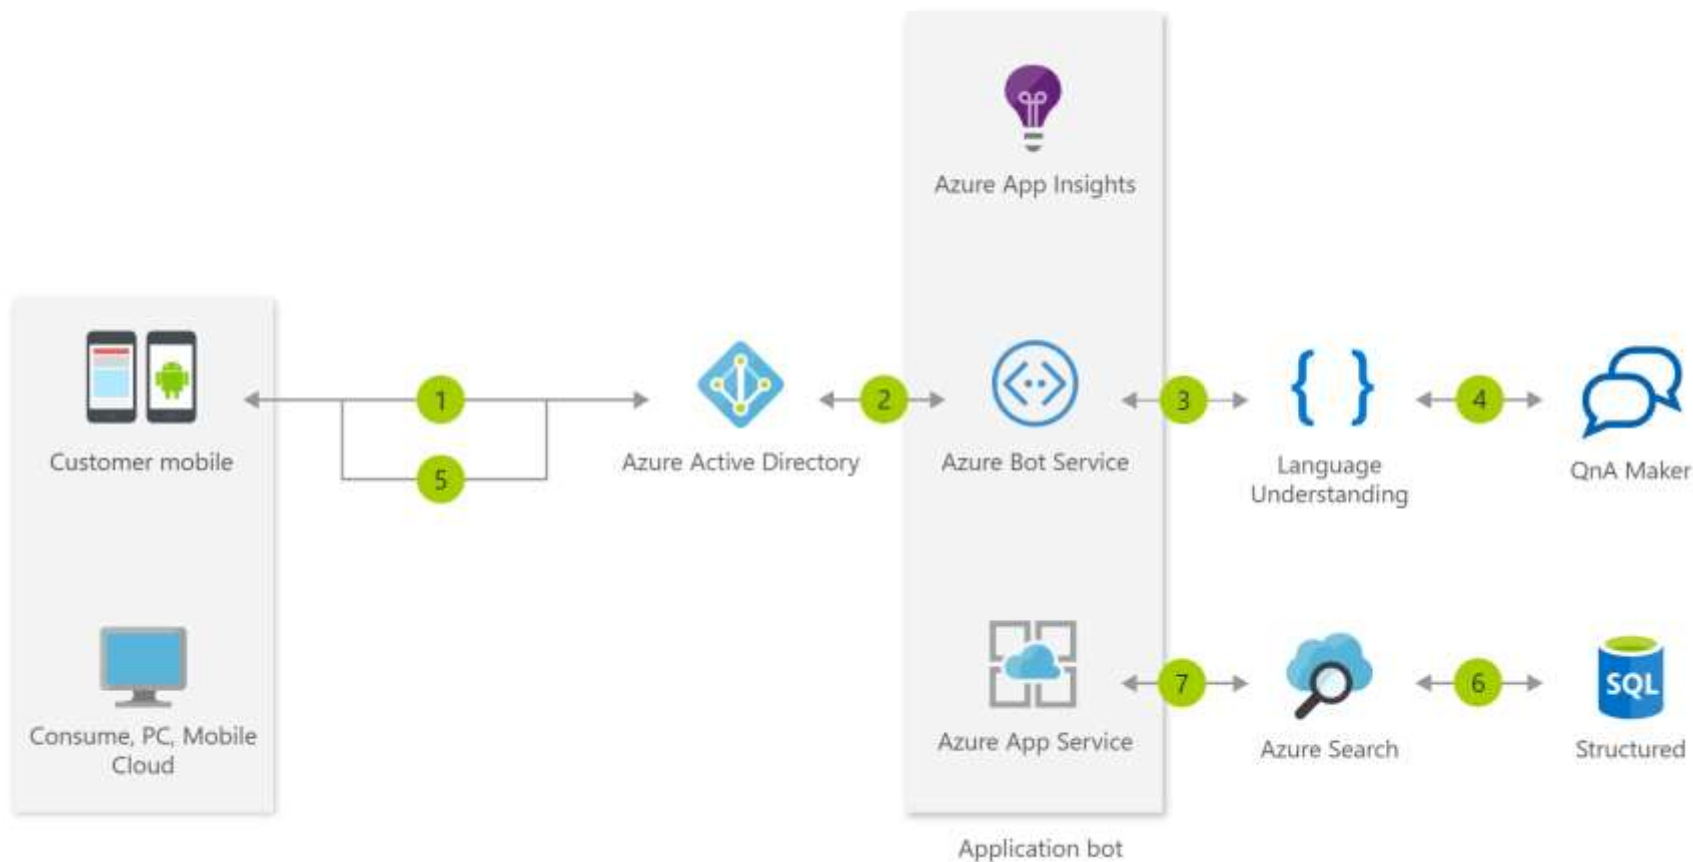 Azure App Insights
1
2
3
4
Customer mobile
5
Azure Active Directory
Azure Bot Service
Language
Understanding
QnA Maker
7
6
SQL
Consume, PC, Mobile
Cloud
Azure App Service
Azure Search
Structured
Application bot